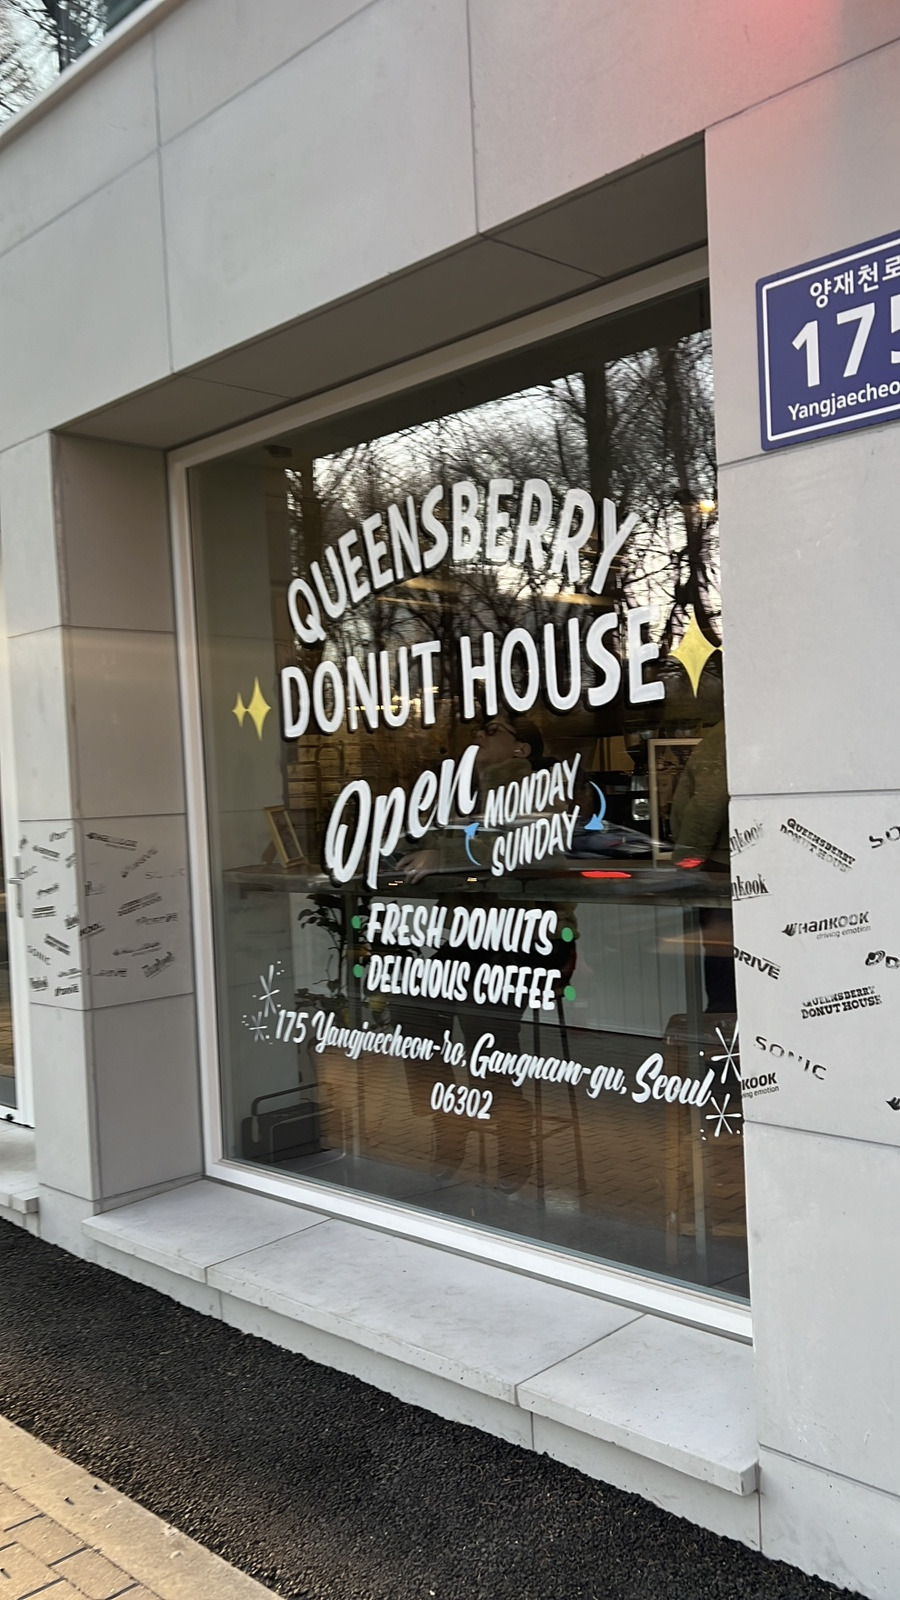 양재천로
175
Yangjaecheo
QUEENSBERRY
DONUT HOUSE
Open MONDAY
SUNDAY
FRESH DONUTS
DELICIOUS COFFEE
175 Yangjaecheon-ro, Gangnam-gu, Seoul
06302
QUEENSBERRY
DONUT HOUSE
HANKOOK
driving emotion
DRIVE
QUEENSBERRY
DONUT HOUSE
SONIC
KOOK